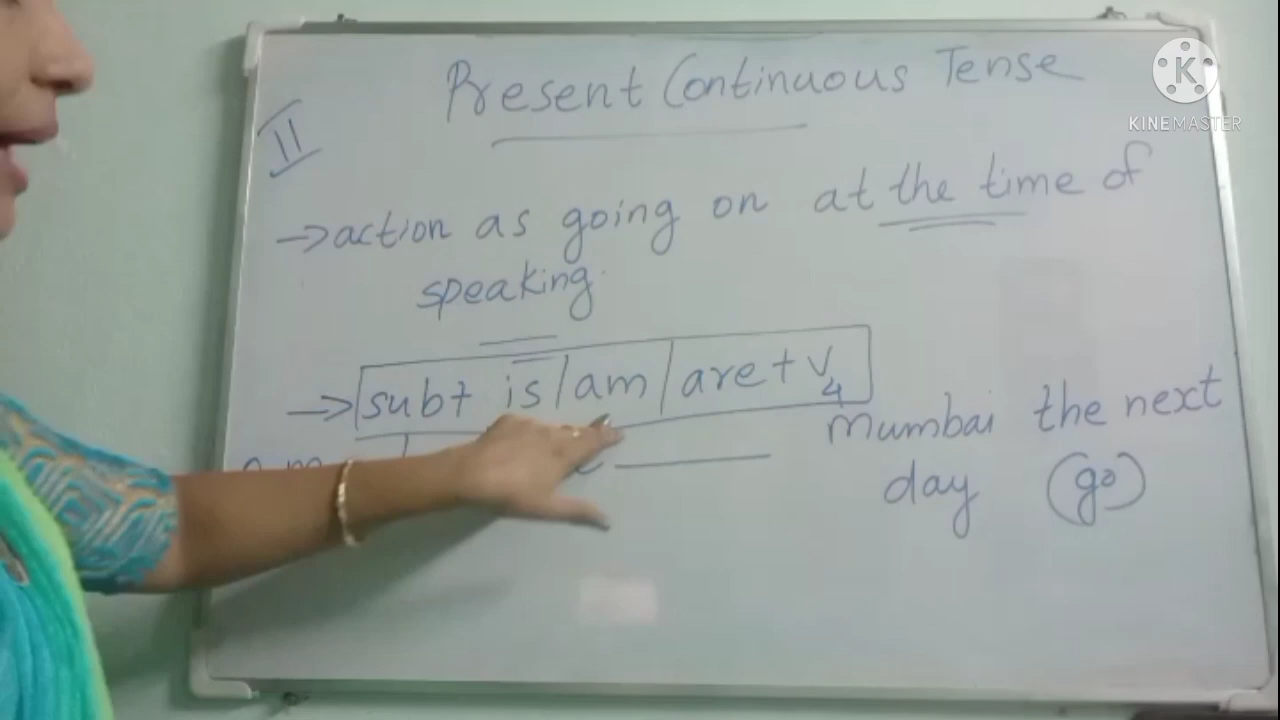 Present Continuous Tense
II
→ action as going on at the time of
speaking.
→ subt is/am/are + V4
Mumbai the next
day (go)
K
KINEMASTER